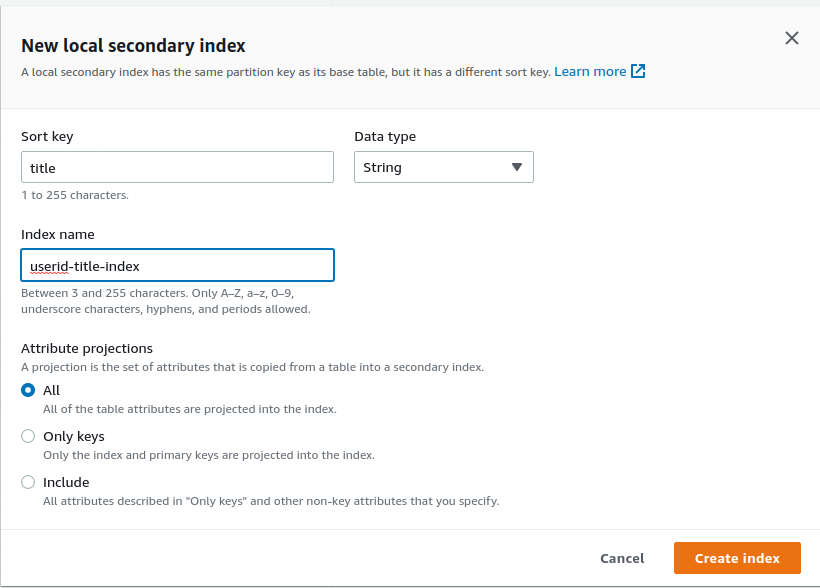 New local secondary index
A local secondary index has the same partition key as its base table, but it has a different sort key. Learn more
Sort key
Data type
title
String
1 to 255 characters.
Index name
userid-title-index
Between 3 and 255 characters. Only A–Z, a–z, 0–9,
underscore characters, hyphens, and periods allowed.
Attribute projections
A projection is the set of attributes that is copied from a table into a secondary index.
All
All of the table attributes are projected into the index.
Only keys
Only the index and primary keys are projected into the index.
Include
All attributes described in "Only keys" and other non-key attributes that you specify.
Cancel
Create index